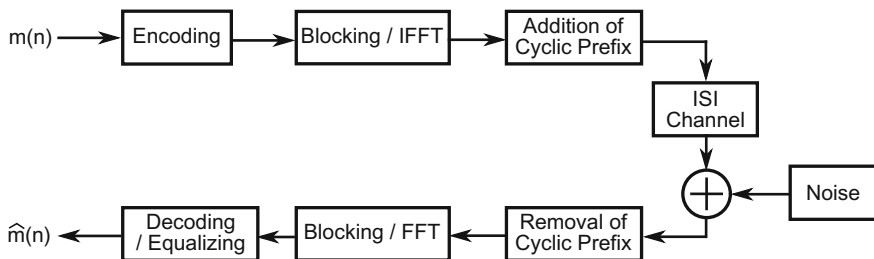 m(n)
Encoding
Blocking / IFFT
Addition of
Cyclic Prefix
ISI
Channel
Noise
Removal of
Cyclic Prefix
Blocking / FFT
Decoding
/ Equalizing
m̂(n)